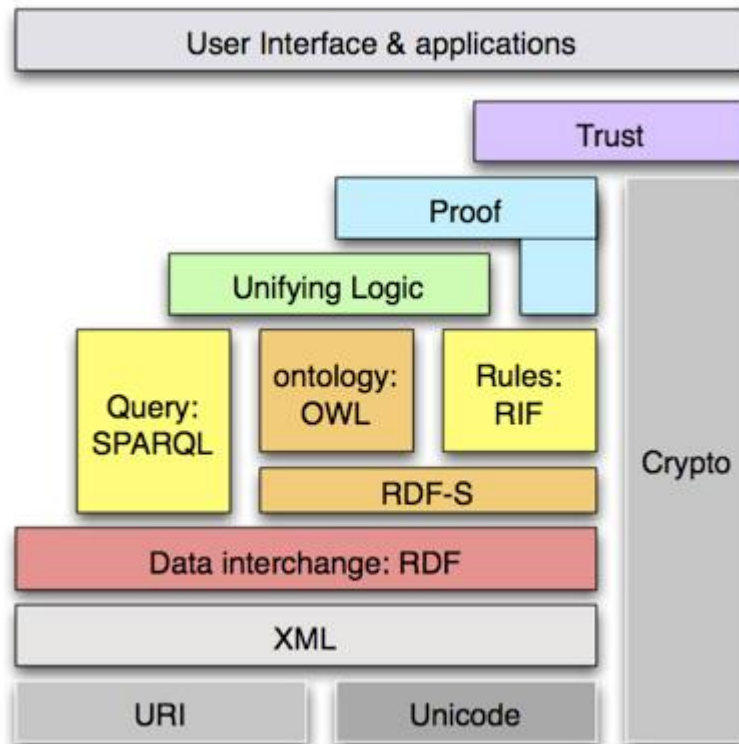 User Interface & applications
Trust
Proof
Unifying Logic
Query:
SPARQL
ontology:
OWL
Rules:
RIF
Crypto
RDF-S
Data interchange: RDF
XML
URI
Unicode